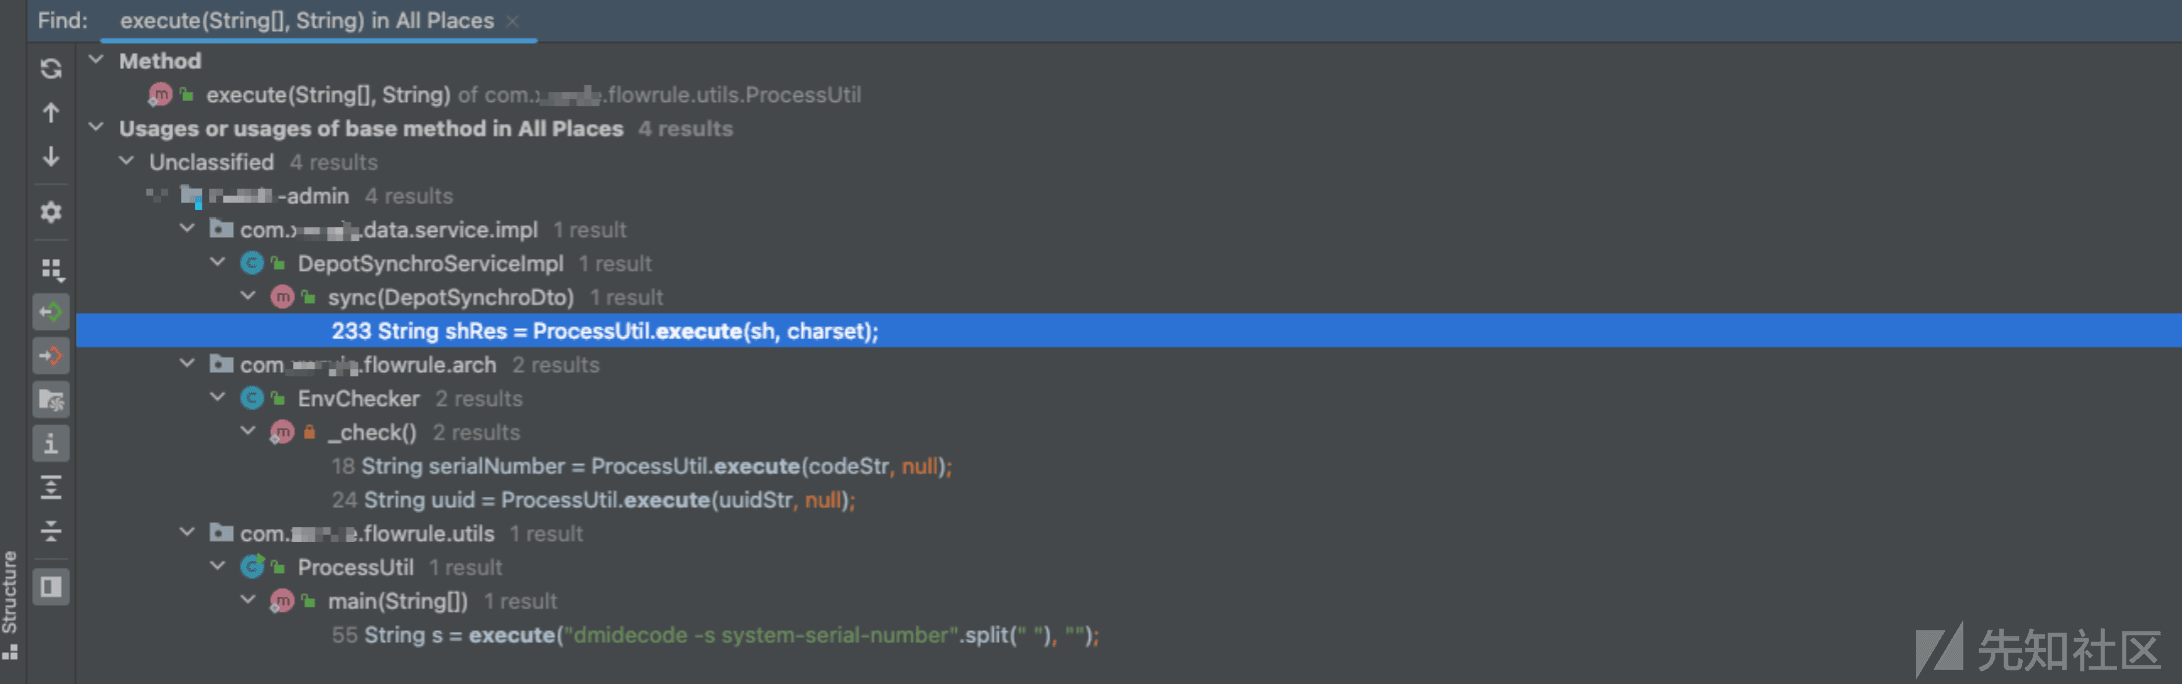 Find: execute(String[], String) in All Places
Method
execute(String[], String) of com. .flowrule.utils.ProcessUtil
Usages or usages of base method in All Places 4 results
Unclassified 4 results
-admin 4 results
com. .data.service.impl 1 result
DepotSynchroServiceImpl 1 result
sync(DepotSynchroDto) 1 result
233 String shRes = ProcessUtil.execute(sh, charset);
com .flowrule.arch 2 results
EnvChecker 2 results
_check() 2 results
18 String serialNumber = ProcessUtil.execute(codeStr, null);
24 String uuid = ProcessUtil.execute(uuidStr, null);
com. .flowrule.utils 1 result
ProcessUtil 1 result
main(String[]) 1 result
55 String s = execute("dmidecode -s system-serial-number".split(" "), "");
Structure
先知社区